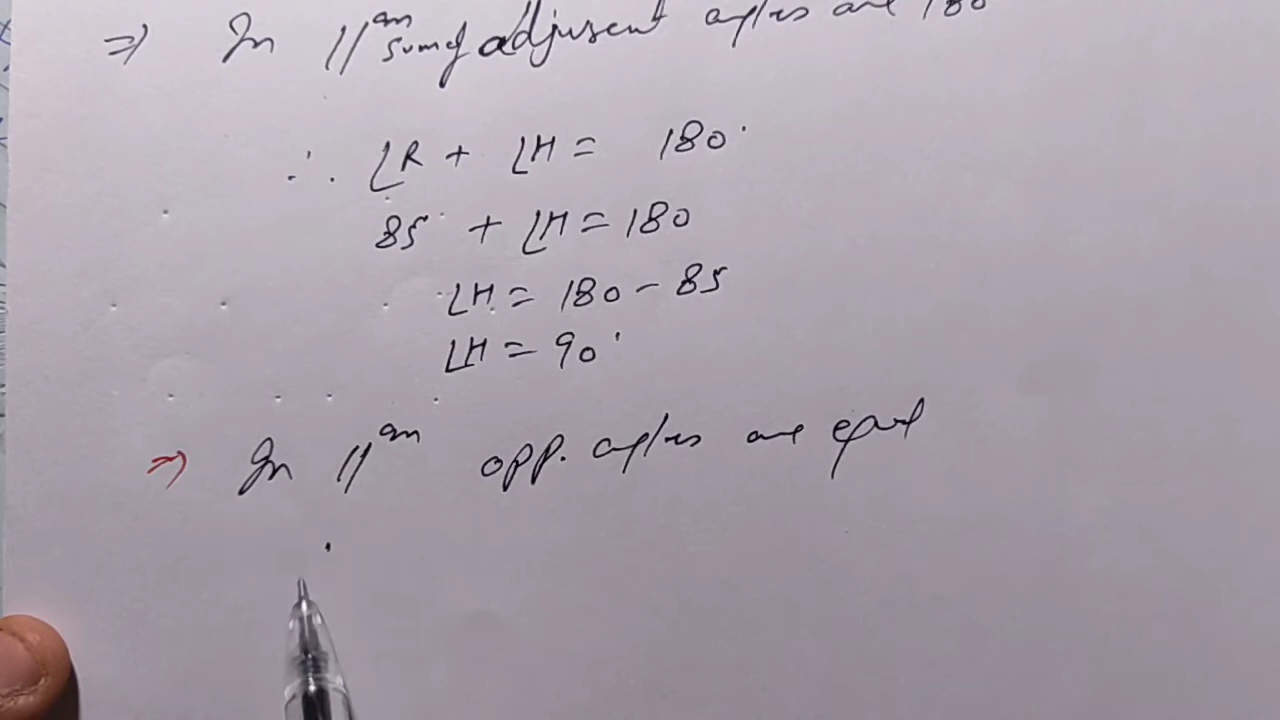 ⇒ In ||gm sum of adjusent angles are 180
∴ ∠R + ∠H = 180°
85° + ∠H = 180
∠H = 180 - 85
∠H = 90°
⇒ In ||gm opp. angles are equal